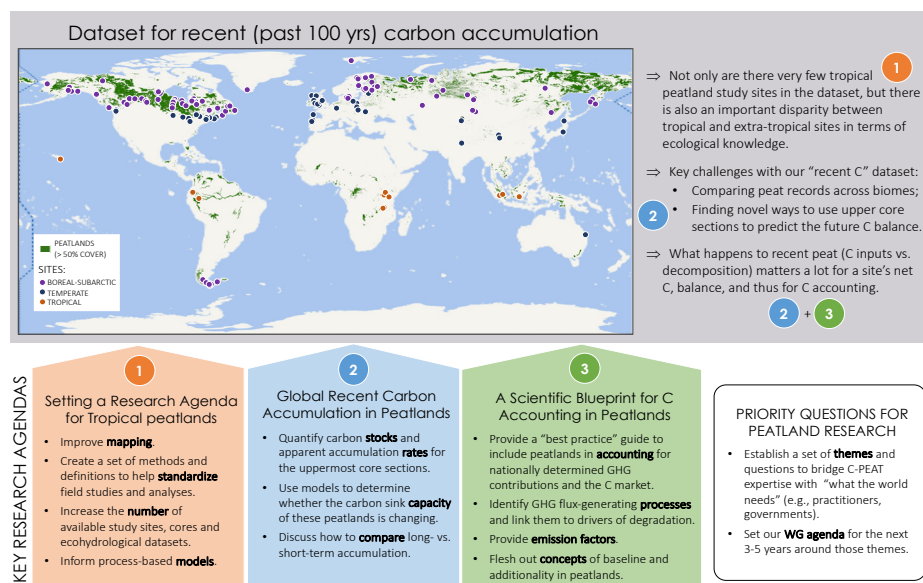 Dataset for recent (past 100 yrs) carbon accumulation
PEATLANDS
(> 50% COVER)
SITES:
BOREAL-SUBARCTIC
TEMPERATE
TROPICAL
1
⇒ Not only are there very few tropical
peatland study sites in the dataset, but there
is also an important disparity between
tropical and extra-tropical sites in terms of
ecological knowledge.
⇒ Key challenges with our “recent C” dataset:
• Comparing peat records across biomes;
2
• Finding novel ways to use upper core
sections to predict the future C balance.
⇒ What happens to recent peat (C inputs vs.
decomposition) matters a lot for a site’s net
C, balance, and thus for C accounting.
2 + 3
KEY RESEARCH AGENDAS
1
Setting a Research Agenda
for Tropical peatlands
• Improve mapping.
• Create a set of methods and
definitions to help standardize
field studies and analyses.
• Increase the number of
available study sites, cores and
ecohydrological datasets.
• Inform process-based models.
2
Global Recent Carbon
Accumulation in Peatlands
• Quantify carbon stocks and
apparent accumulation rates for
the uppermost core sections.
• Use models to determine
whether the carbon sink capacity
of these peatlands is changing.
• Discuss how to compare long- vs.
short-term accumulation.
3
A Scientific Blueprint for C
Accounting in Peatlands
• Provide a “best practice” guide to
include peatlands in accounting for
nationally determined GHG
contributions and the C market.
• Identify GHG flux-generating processes
and link them to drivers of degradation.
• Provide emission factors.
• Flesh out concepts of baseline and
additionality in peatlands.
PRIORITY QUESTIONS FOR
PEATLAND RESEARCH
• Establish a set of themes and
questions to bridge C-PEAT
expertise with “what the world
needs” (e.g., practitioners,
governments).
• Set our WG agenda for the next
3-5 years around those themes.